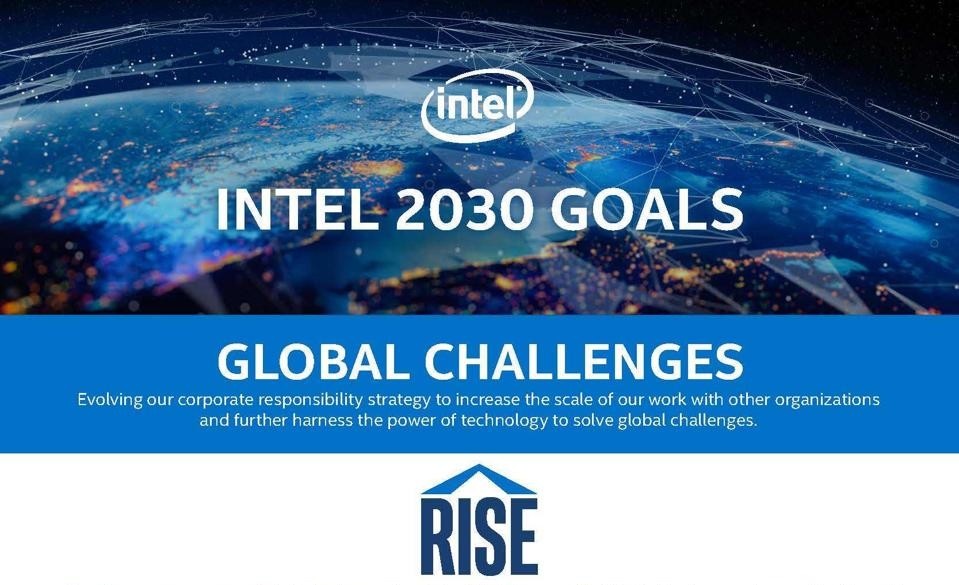 intel
INTEL 2030 GOALS
GLOBAL CHALLENGES
Evolving our corporate responsibility strategy to increase the scale of our work with other organizations
and further harness the power of technology to solve global challenges.
RISE